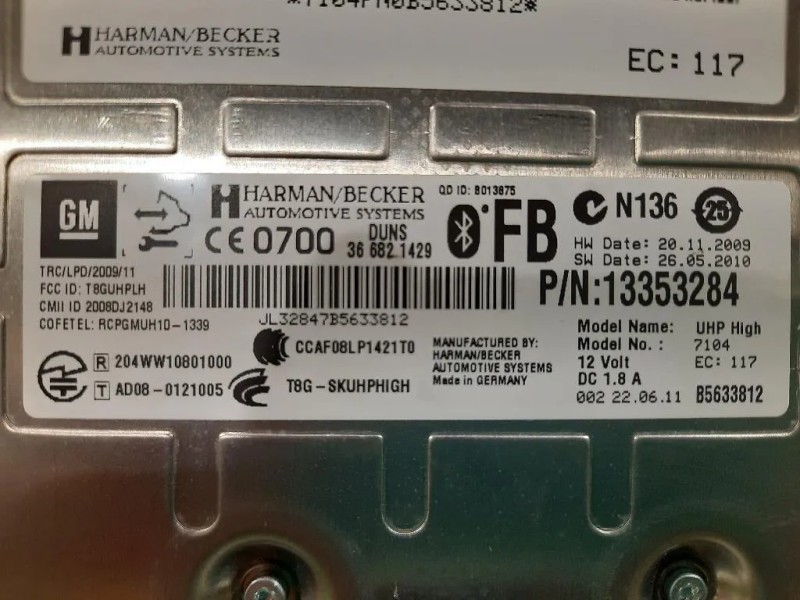 *7104PN0B5633812*
HARMAN/BECKER
AUTOMOTIVE SYSTEMS
EC: 117
GM
HARMAN/BECKER
AUTOMOTIVE SYSTEMS
QD ID: B013875
FB
N136
25
CE 0700
DUNS
36 682 1429
HW Date: 20.11.2009
SW Date: 26.05.2010
TRC/LPD/2009/11
FCC ID: T8GUHPLH
CMII ID 2008DJ2148
COFETEL: RCPGMUH10-1339
P/N:13353284
JL32847B5633812
R 204WW10801000
T AD08-0121005
CCAF08LP1421T0
T8G-SKUHPHIGH
MANUFACTURED BY:
HARMAN/BECKER
AUTOMOTIVE SYSTEMS
Made in GERMANY
Model Name: UHP High
Model No.: 7104
12 Volt EC: 117
DC 1.8 A
002 22.06.11 B5633812